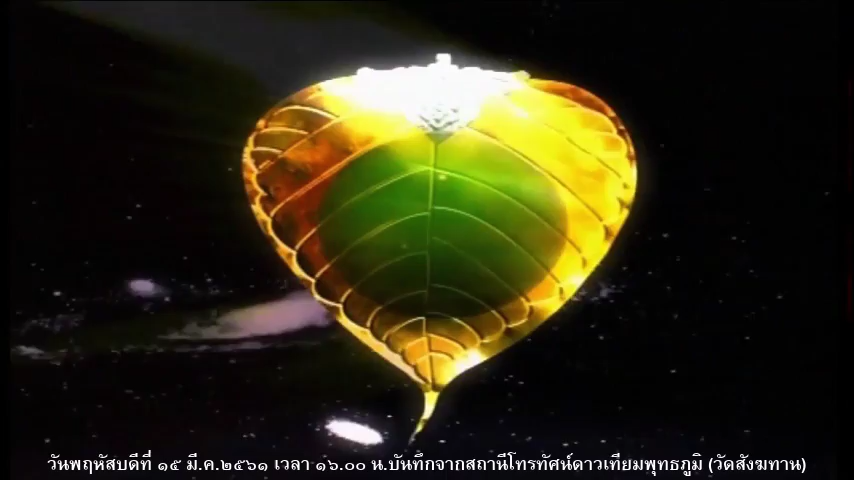 วันพฤหัสบดีที่ ๑๕ มี.ค.๒๕๖๑ เวลา ๑๖.๐๐ น.บันทึกจากสถานีโทรทัศน์ดาวเทียมพุทธภูมิ (วัดสังฆทาน)